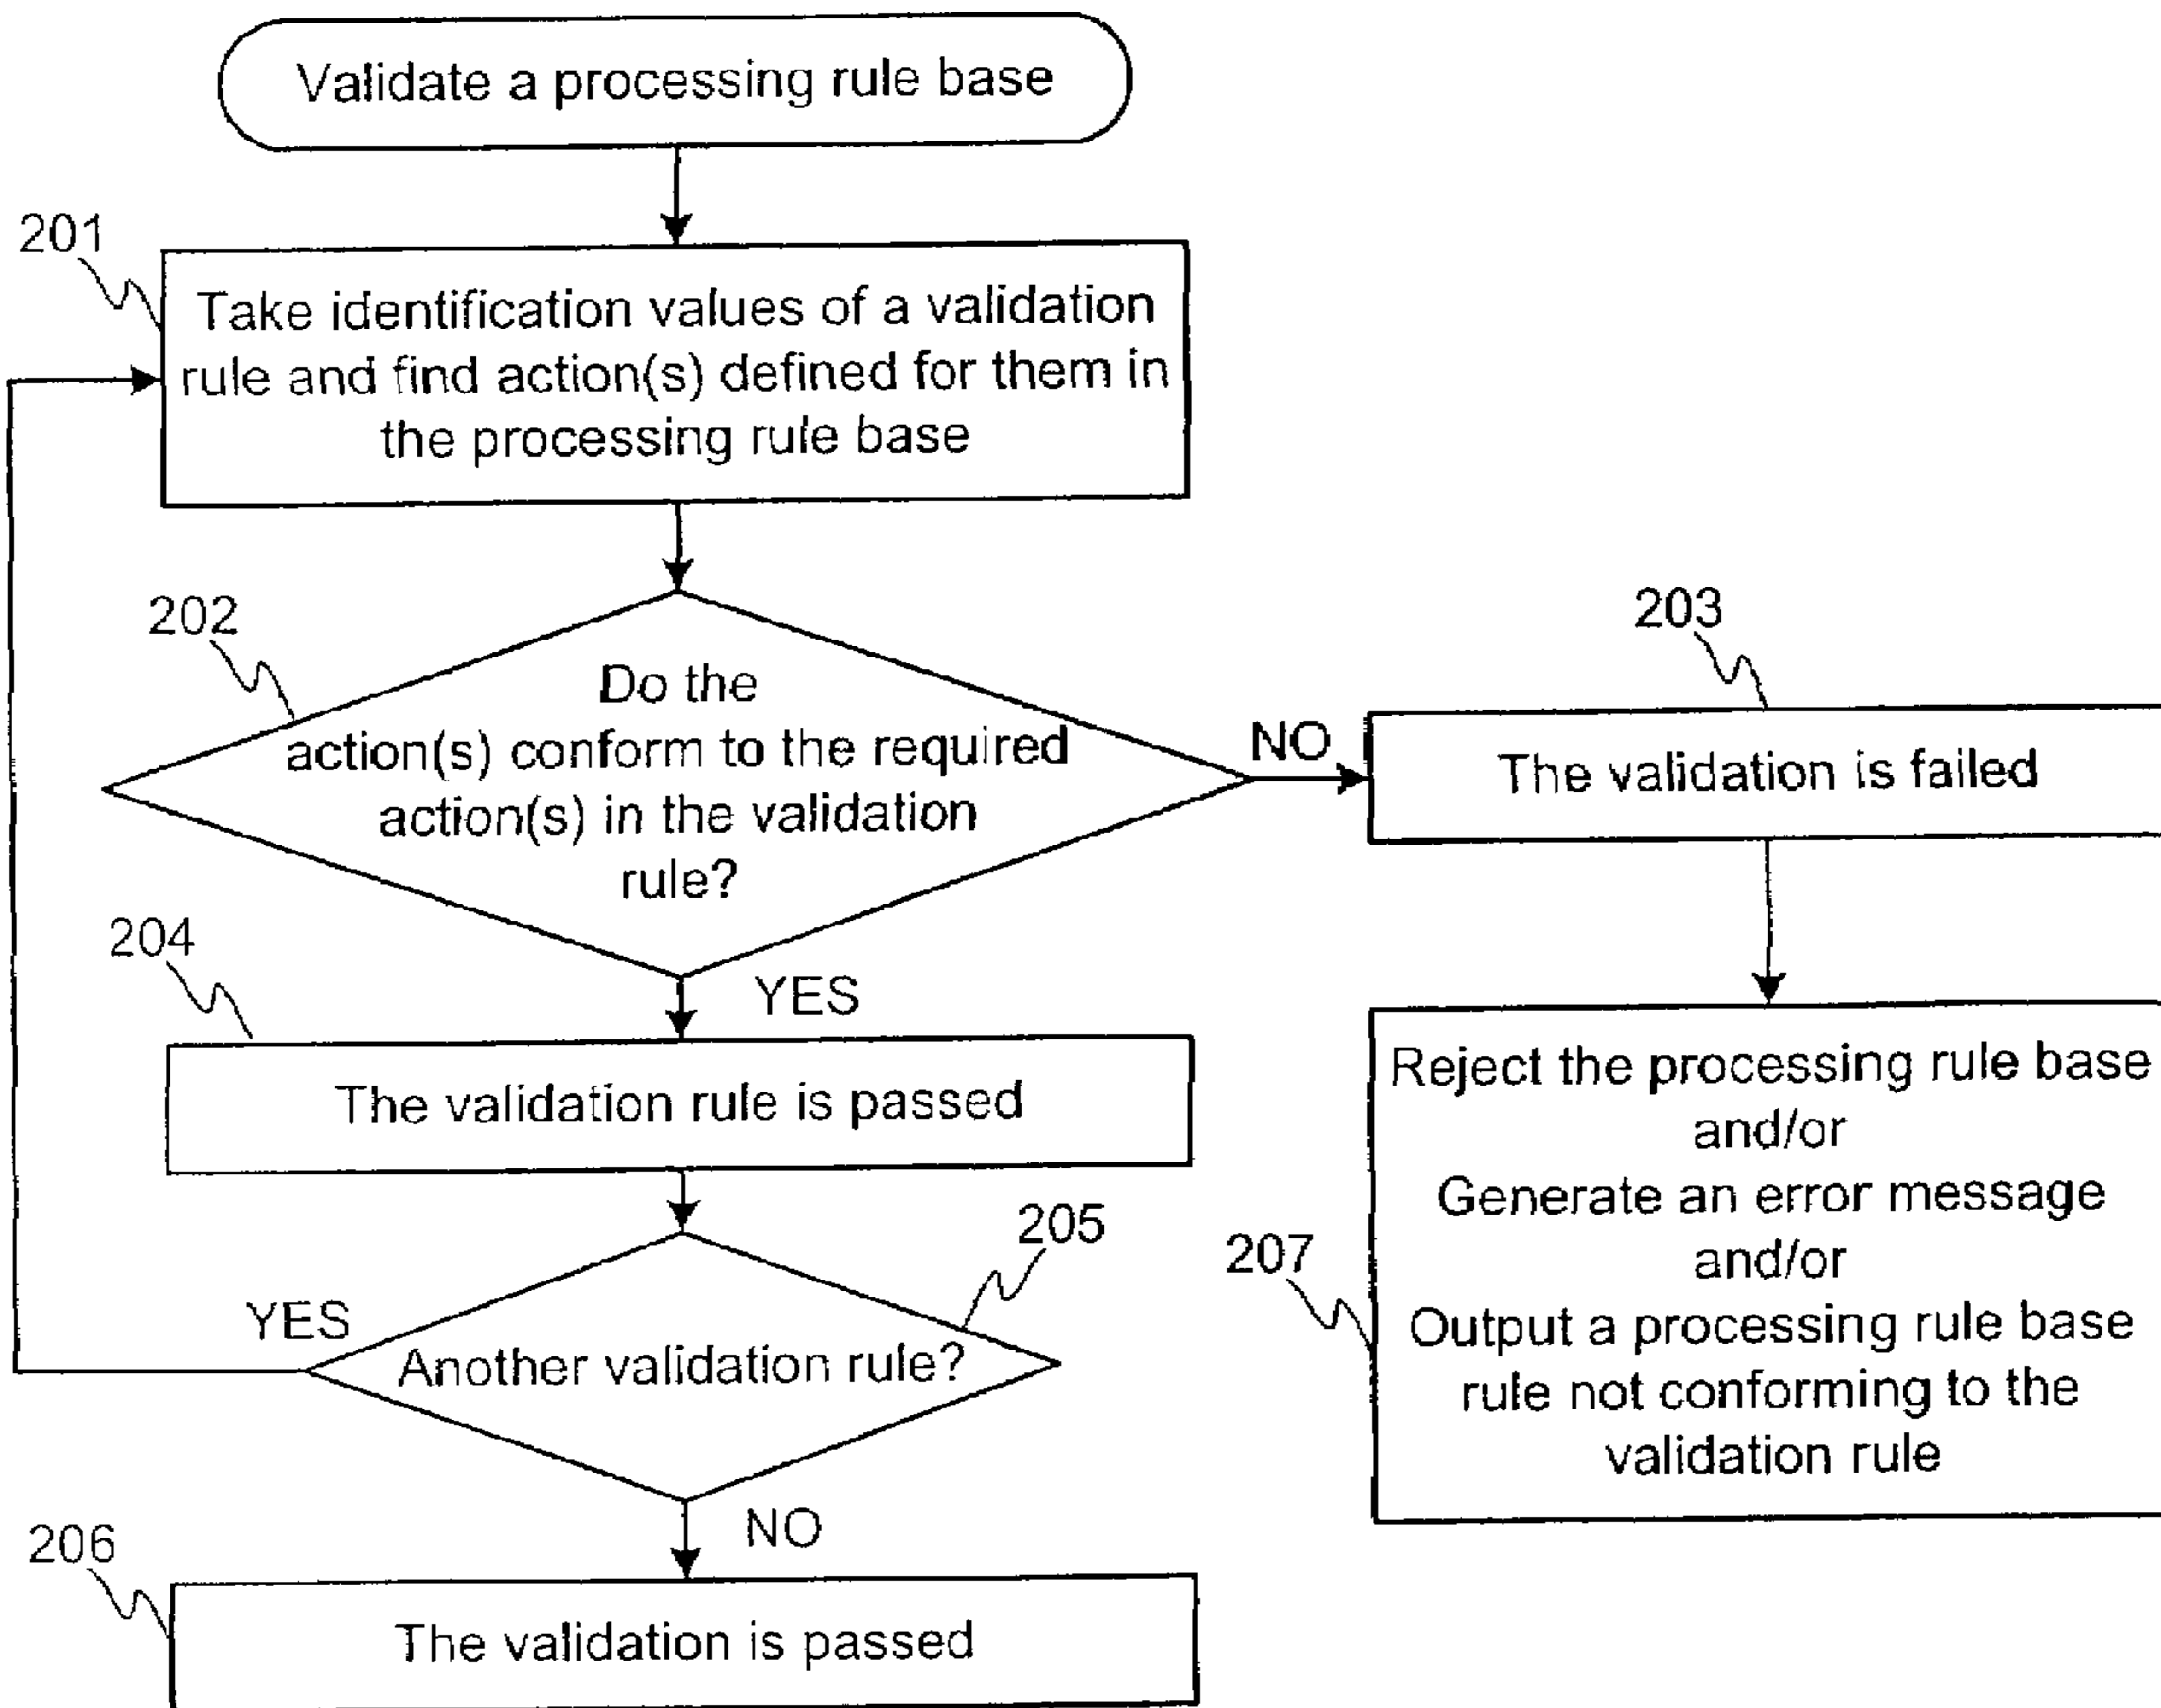 Validate a processing rule base
201
Take identification values of a validation
rule and find action(s) defined for them in
the processing rule base
202
Do the
action(s) conform to the required
action(s) in the validation
rule?
NO
203
The validation is failed
204
YES
The validation rule is passed
207
Reject the processing rule base
and/or
Generate an error message
and/or
Output a processing rule base
rule not conforming to the
validation rule
205
YES
Another validation rule?
NO
206
The validation is passed